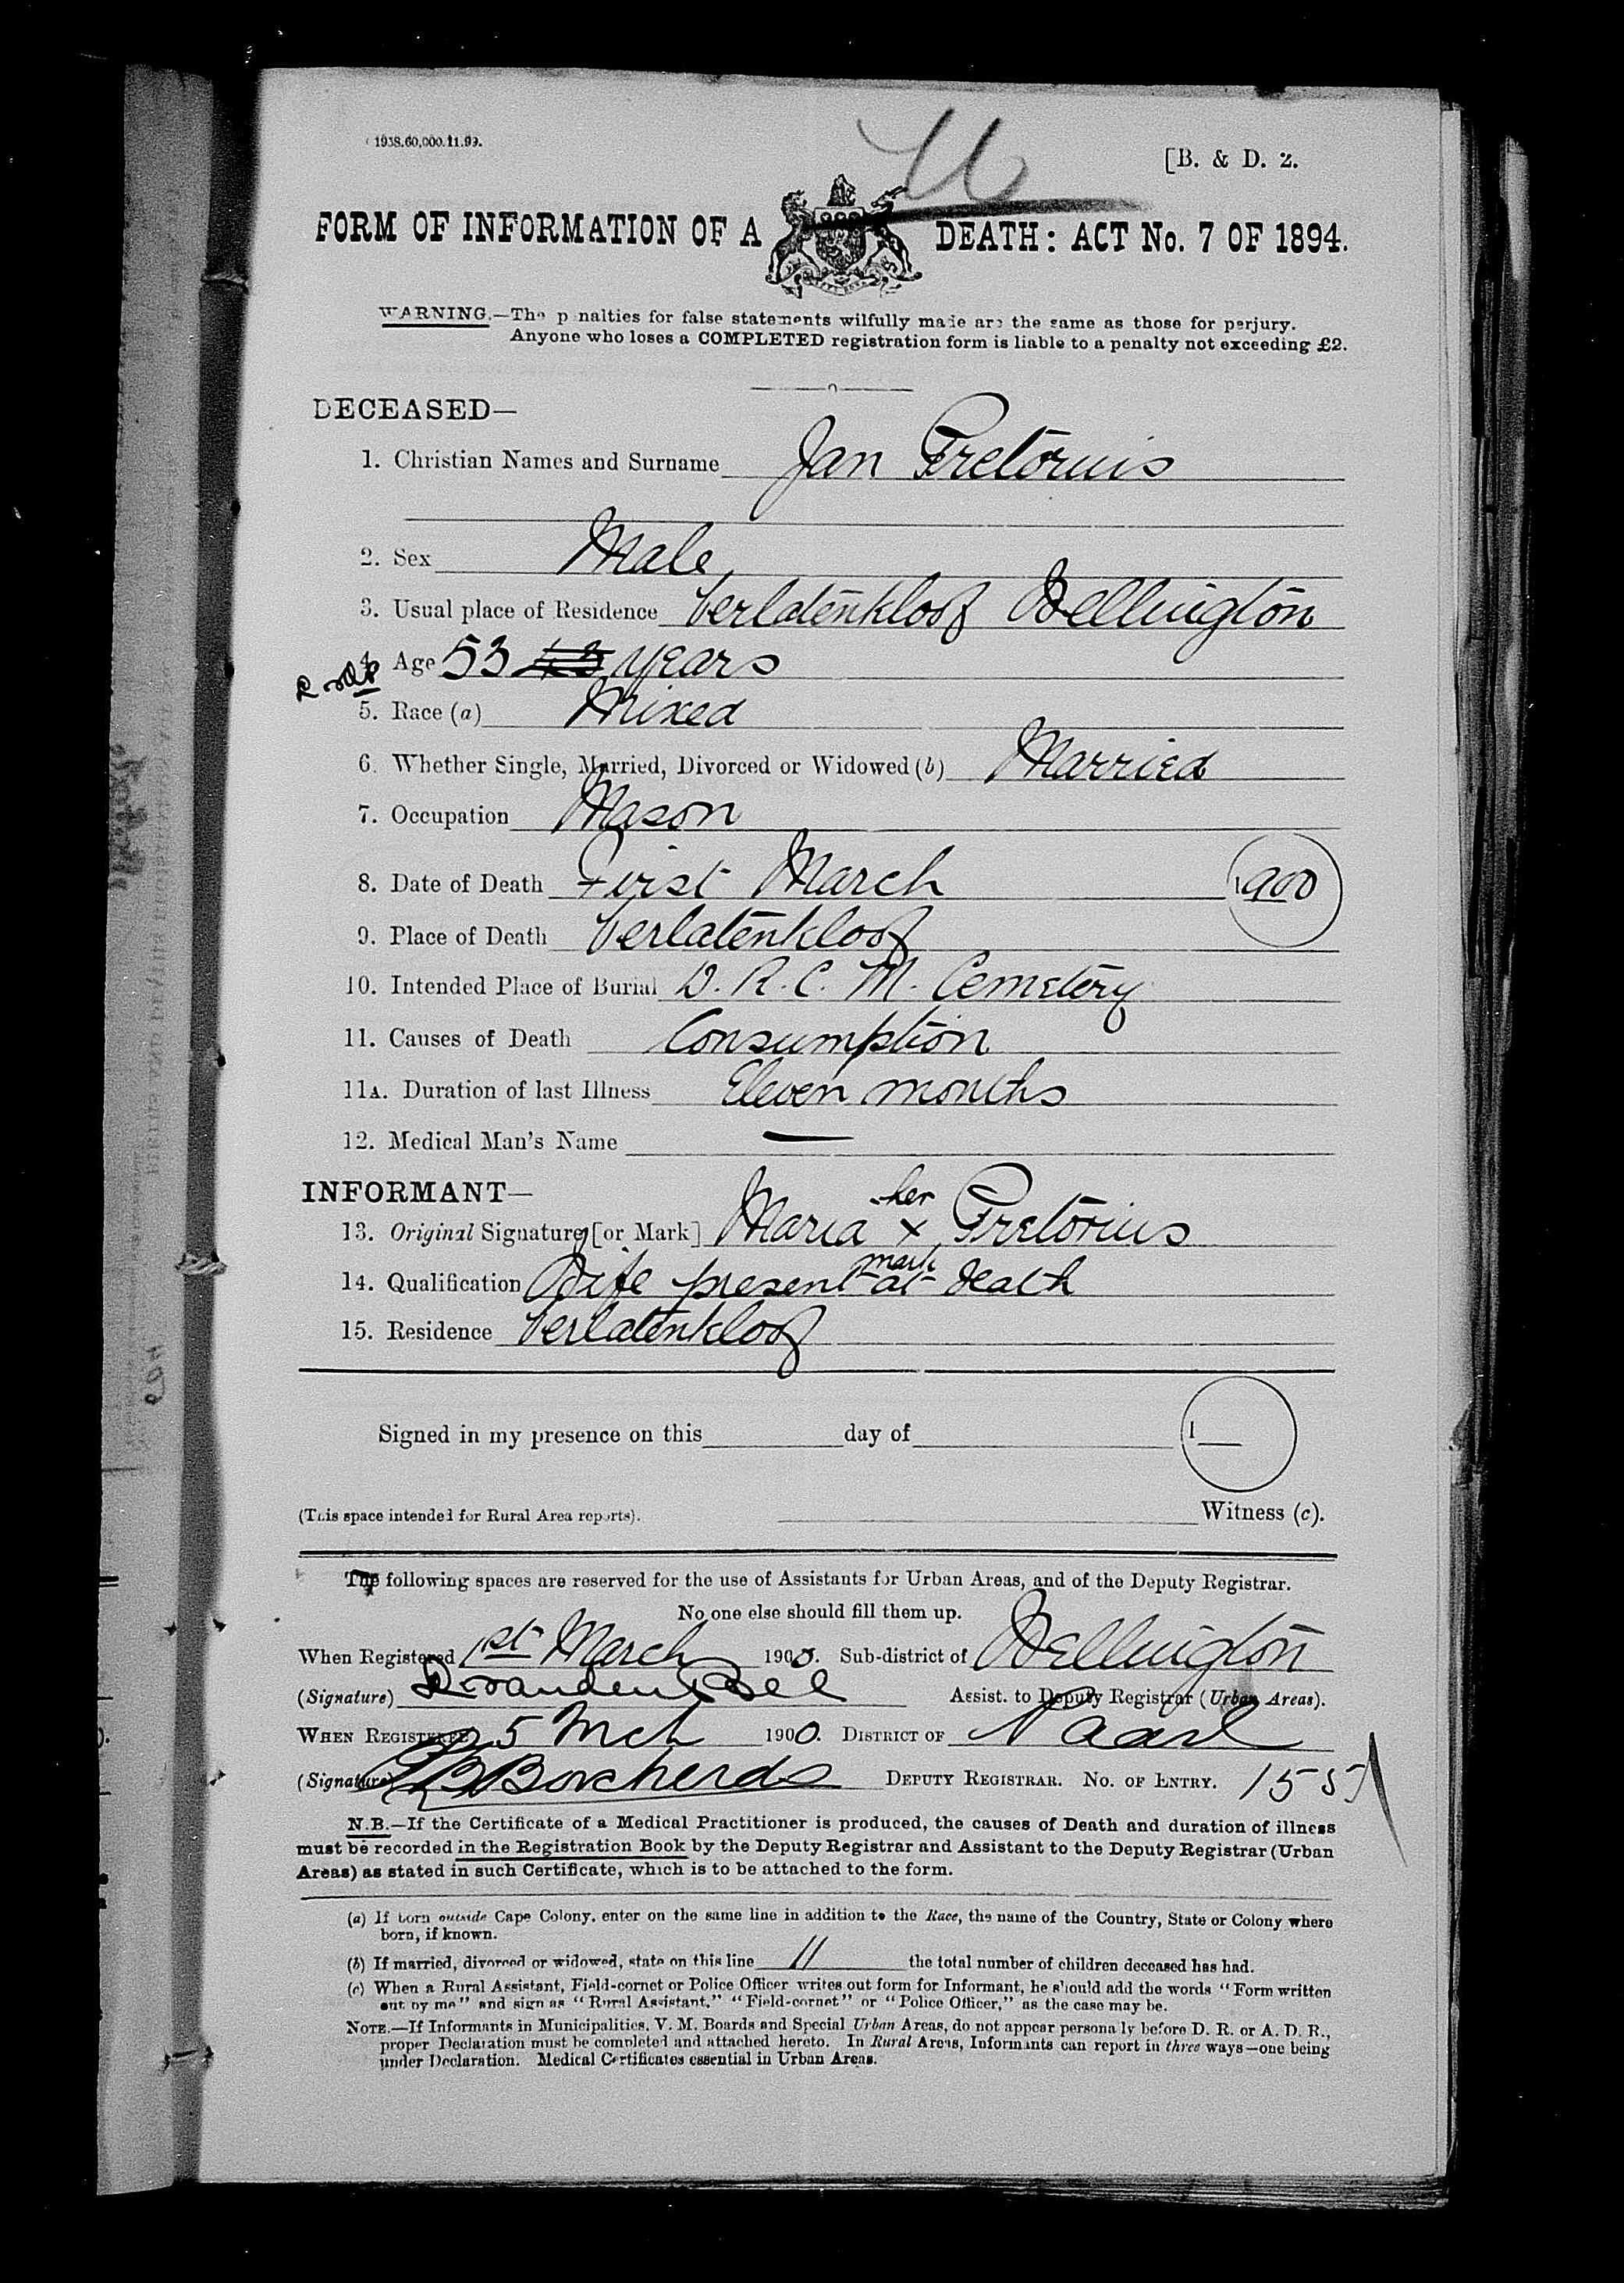 1938.60,000.11.99.
[B. & D. 2.
FORM OF INFORMATION OF A DEATH: ACT No. 7 OF 1894.
WARNING.—The penalties for false statements wilfully made are the same as those for perjury.
Anyone who loses a COMPLETED registration form is liable to a penalty not exceeding £2.
DECEASED—
1. Christian Names and Surname Jan Pretorius
2. Sex Male
3. Usual place of Residence Verlatenkloof Wellington
4. Age 53 43 years
5. Race (a) Mixed
6. Whether Single, Married, Divorced or Widowed (b) Married
7. Occupation Mason
8. Date of Death First March 1900
9. Place of Death Verlatenkloof
10. Intended Place of Burial D. R. C. M. Cemetery
11. Causes of Death Consumption
11A. Duration of last Illness Eleven months
12. Medical Man's Name —
INFORMANT—
13. Original Signature [or Mark] Maria her x mark Pretorius
14. Qualification Wife present at death
15. Residence Verlatenkloof
Signed in my presence on this day of 1
(This space intended for Rural Area reports). Witness (c).
The following spaces are reserved for the use of Assistants for Urban Areas, and of the Deputy Registrar.
No one else should fill them up.
When Registered 1st March 1900. Sub-district of Wellington
(Signature) Assist. to Deputy Registrar (Urban Areas).
WHEN REGISTERED 5 Mch 1900. DISTRICT OF Paarl
(Signature) Borcherds DEPUTY REGISTRAR. NO. OF ENTRY. 155
N.B.—If the Certificate of a Medical Practitioner is produced, the causes of Death and duration of illness
must be recorded in the Registration Book by the Deputy Registrar and Assistant to the Deputy Registrar (Urban
Areas) as stated in such Certificate, which is to be attached to the form.
(a) If born outside Cape Colony, enter on the same line in addition to the Race, the name of the Country, State or Colony where
born, if known.
(b) If married, divorced or widowed, state on this line 11 the total number of children deceased has had.
(c) When a Rural Assistant, Field-cornet or Police Officer writes out form for Informant, he should add the words "Form written
out by me" and sign as "Rural Assistant," "Field-cornet" or "Police Officer," as the case may be.
NOTE.—If Informants in Municipalities, V. M. Boards and Special Urban Areas, do not appear personally before D. R. or A. D. R.,
proper Declaration must be completed and attached hereto. In Rural Areas, Informants can report in three ways—one being
under Declaration. Medical Certificates essential in Urban Areas.